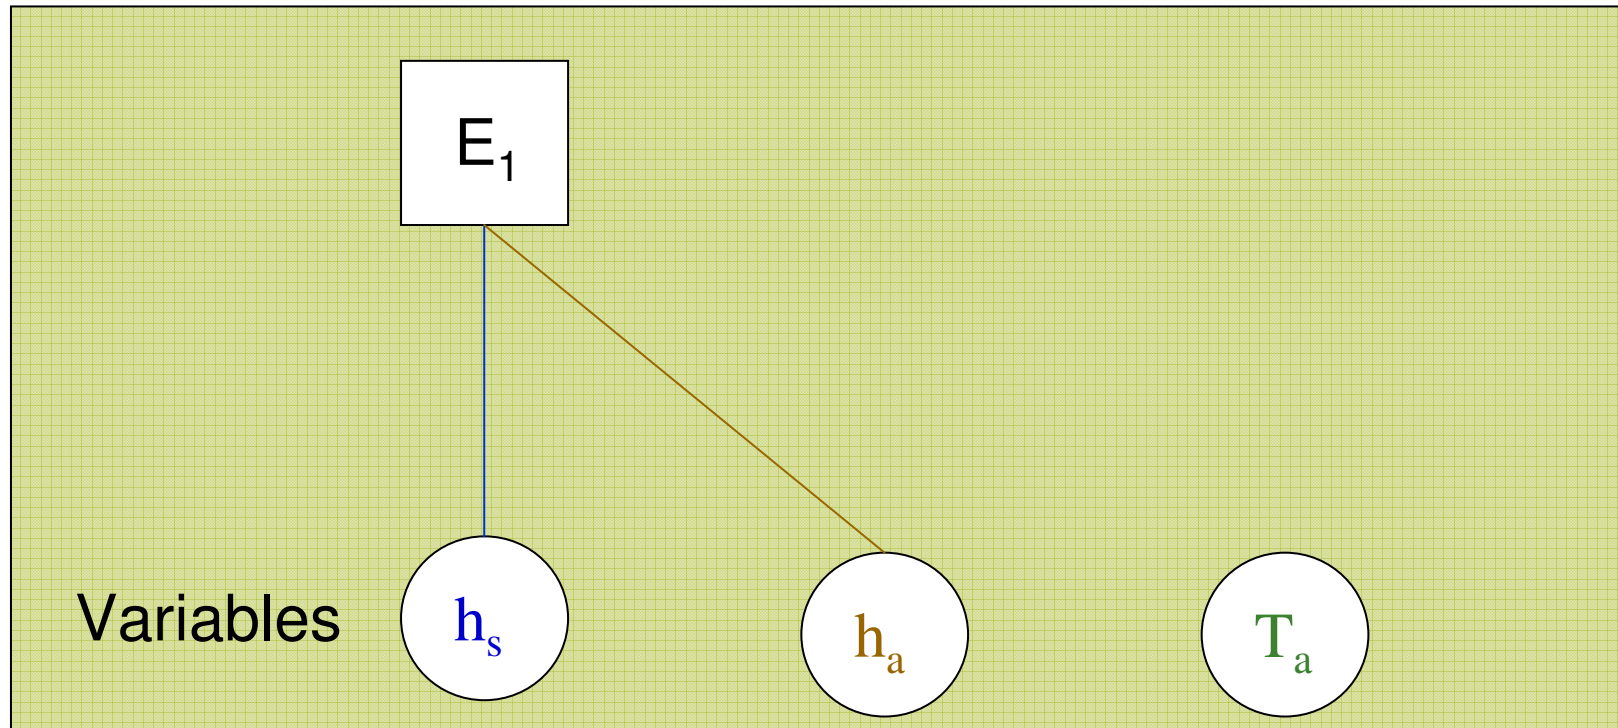 E₁
Variables hₛ hₐ Tₐ